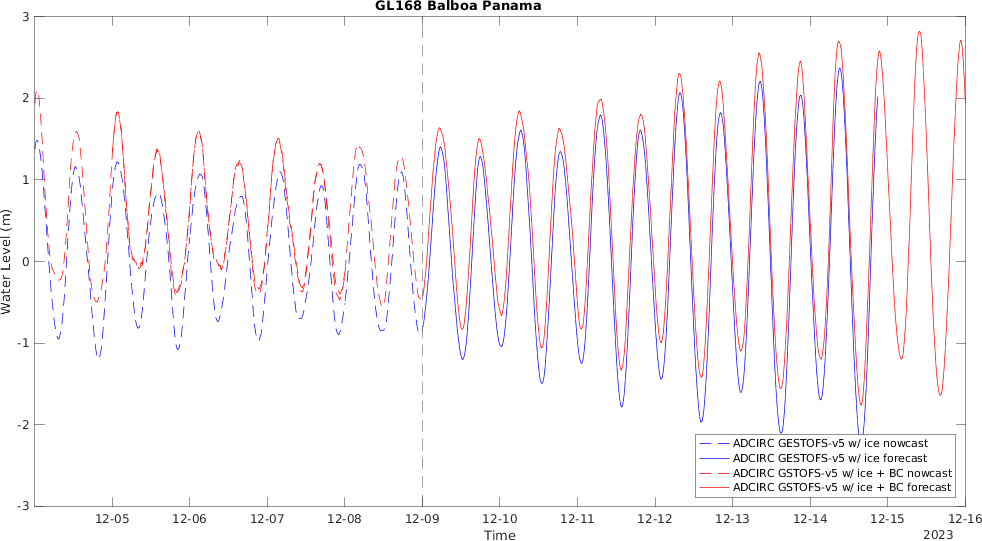 GL168 Balboa Panama
3
2
1
0
-1
-2
-3
Water Level (m)
ADCIRC GESTOFS-v5 w/ ice nowcast
ADCIRC GESTOFS-v5 w/ ice forecast
ADCIRC GSTOFS-v5 w/ ice + BC nowcast
ADCIRC GSTOFS-v5 w/ ice + BC forecast
12-05 12-06 12-07 12-08 12-09 12-10 12-11 12-12 12-13 12-14 12-15 12-16
Time 2023